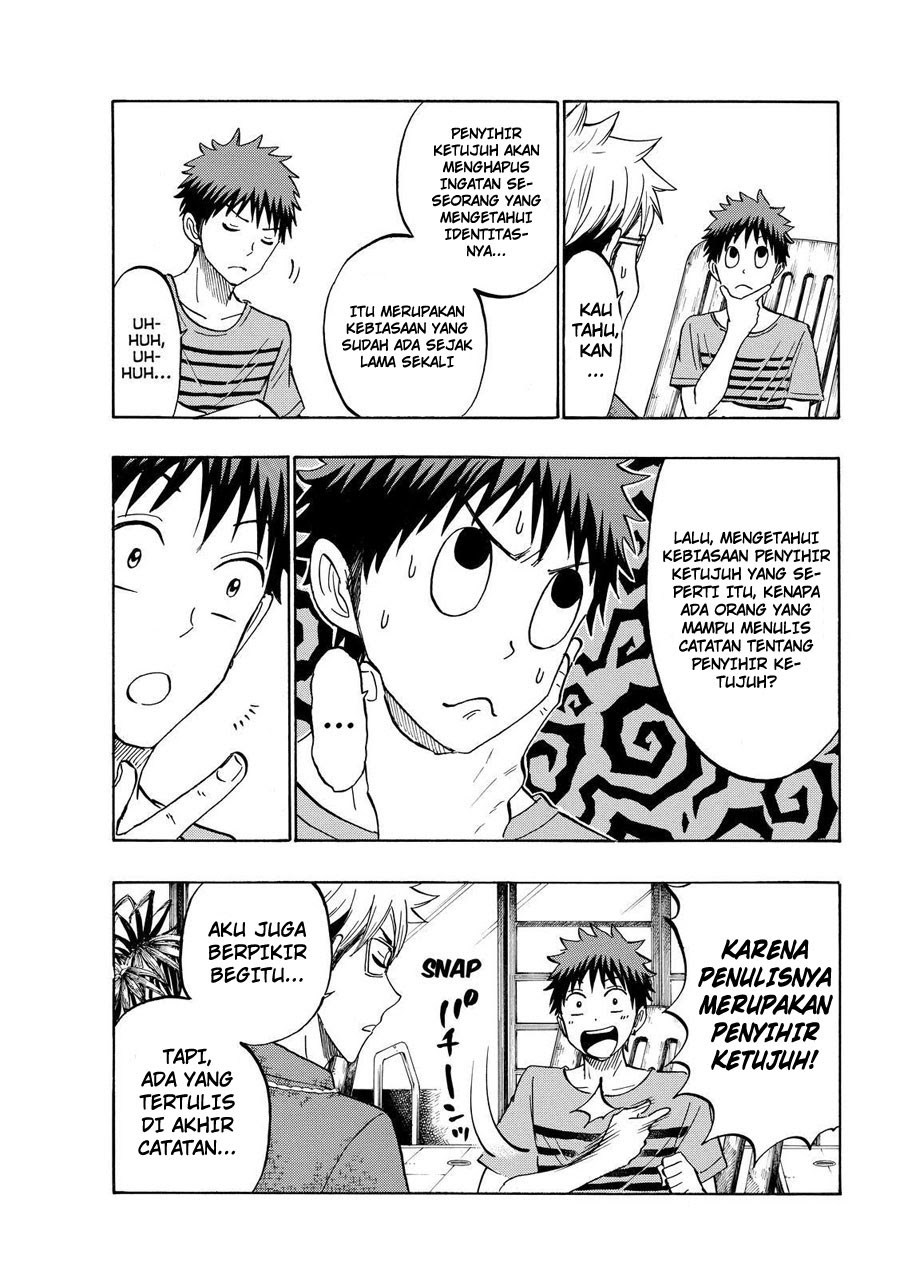 KAU
TAHU,
KAN
...
PENYIHIR
KETUJUH AKAN
MENGHAPUS
INGATAN SE-
SEORANG YANG
MENGETAHUI
IDENTITAS-
NYA...
ITU MERUPAKAN
KEBIASAAN YANG
SUDAH ADA SEJAK
LAMA SEKALI
UH-
HUH,
UH-
HUH...
LALU, MENGETAHUI
KEBIASAAN PENYIHIR
KETUJUH YANG SE-
PERTI ITU, KENAPA
ADA ORANG YANG
MAMPU MENULIS
CATATAN TENTANG
PENYIHIR KE-
TUJUH?
...
KARENA
PENULISNYA
MERUPAKAN
PENYIHIR
KETUJUH!
SNAP
パチーンッ
AKU JUGA
BERPIKIR
BEGITU...
TAPI,
ADA YANG
TERTULIS
DI AKHIR
CATATAN...